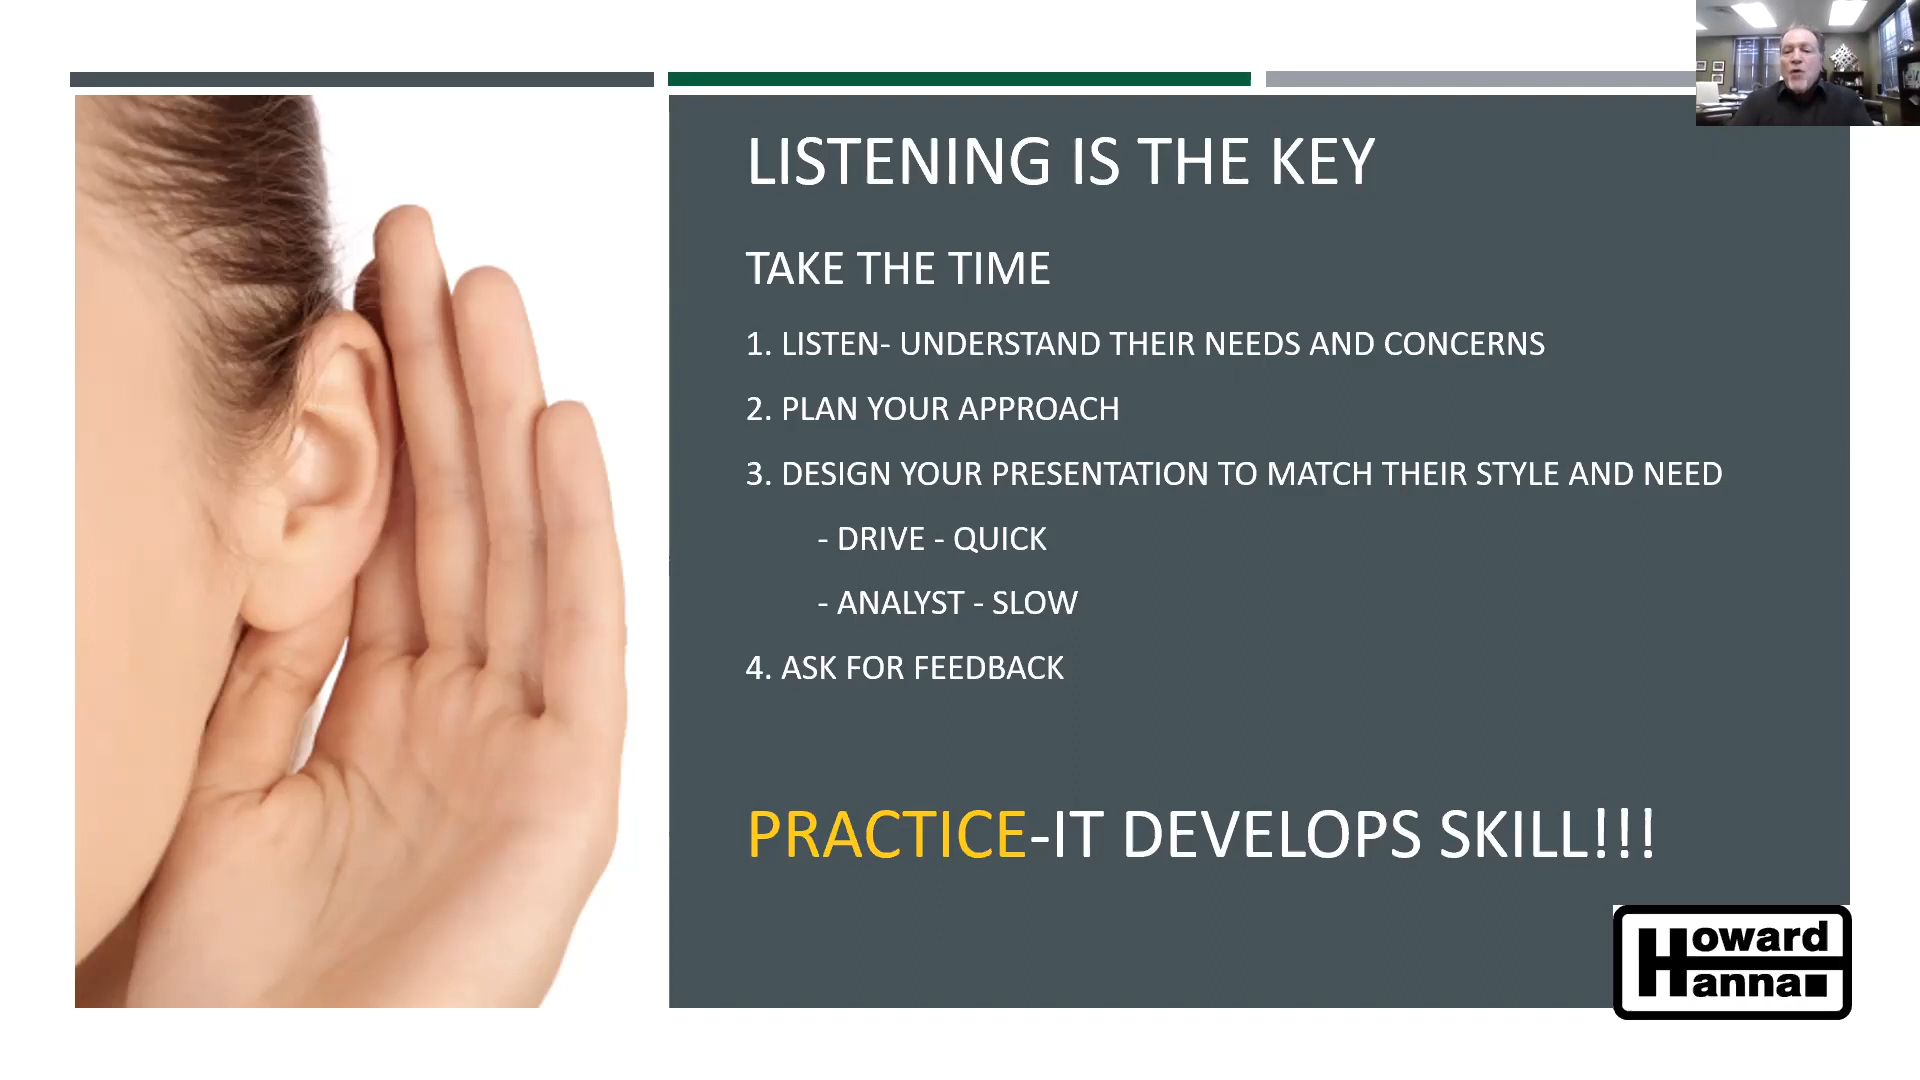 LISTENING IS THE KEY
TAKE THE TIME
1. LISTEN- UNDERSTAND THEIR NEEDS AND CONCERNS
2. PLAN YOUR APPROACH
3. DESIGN YOUR PRESENTATION TO MATCH THEIR STYLE AND NEED
- DRIVE - QUICK
- ANALYST - SLOW
4. ASK FOR FEEDBACK
PRACTICE-IT DEVELOPS SKILL!!!
Howard
Hanna